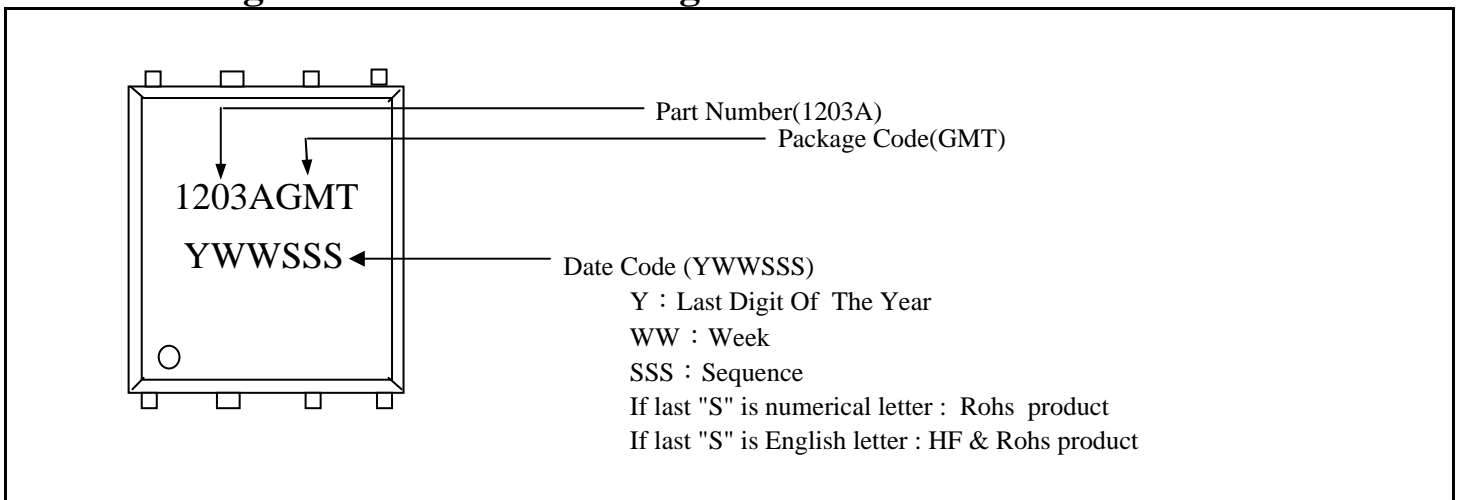 Part Number(1203A)
Package Code(GMT)
1203AGMT
YWWSSS
Date Code (YWWSSS)
Y：Last Digit Of The Year
WW：Week
SSS：Sequence
If last "S" is numerical letter : Rohs product
If last "S" is English letter : HF & Rohs product